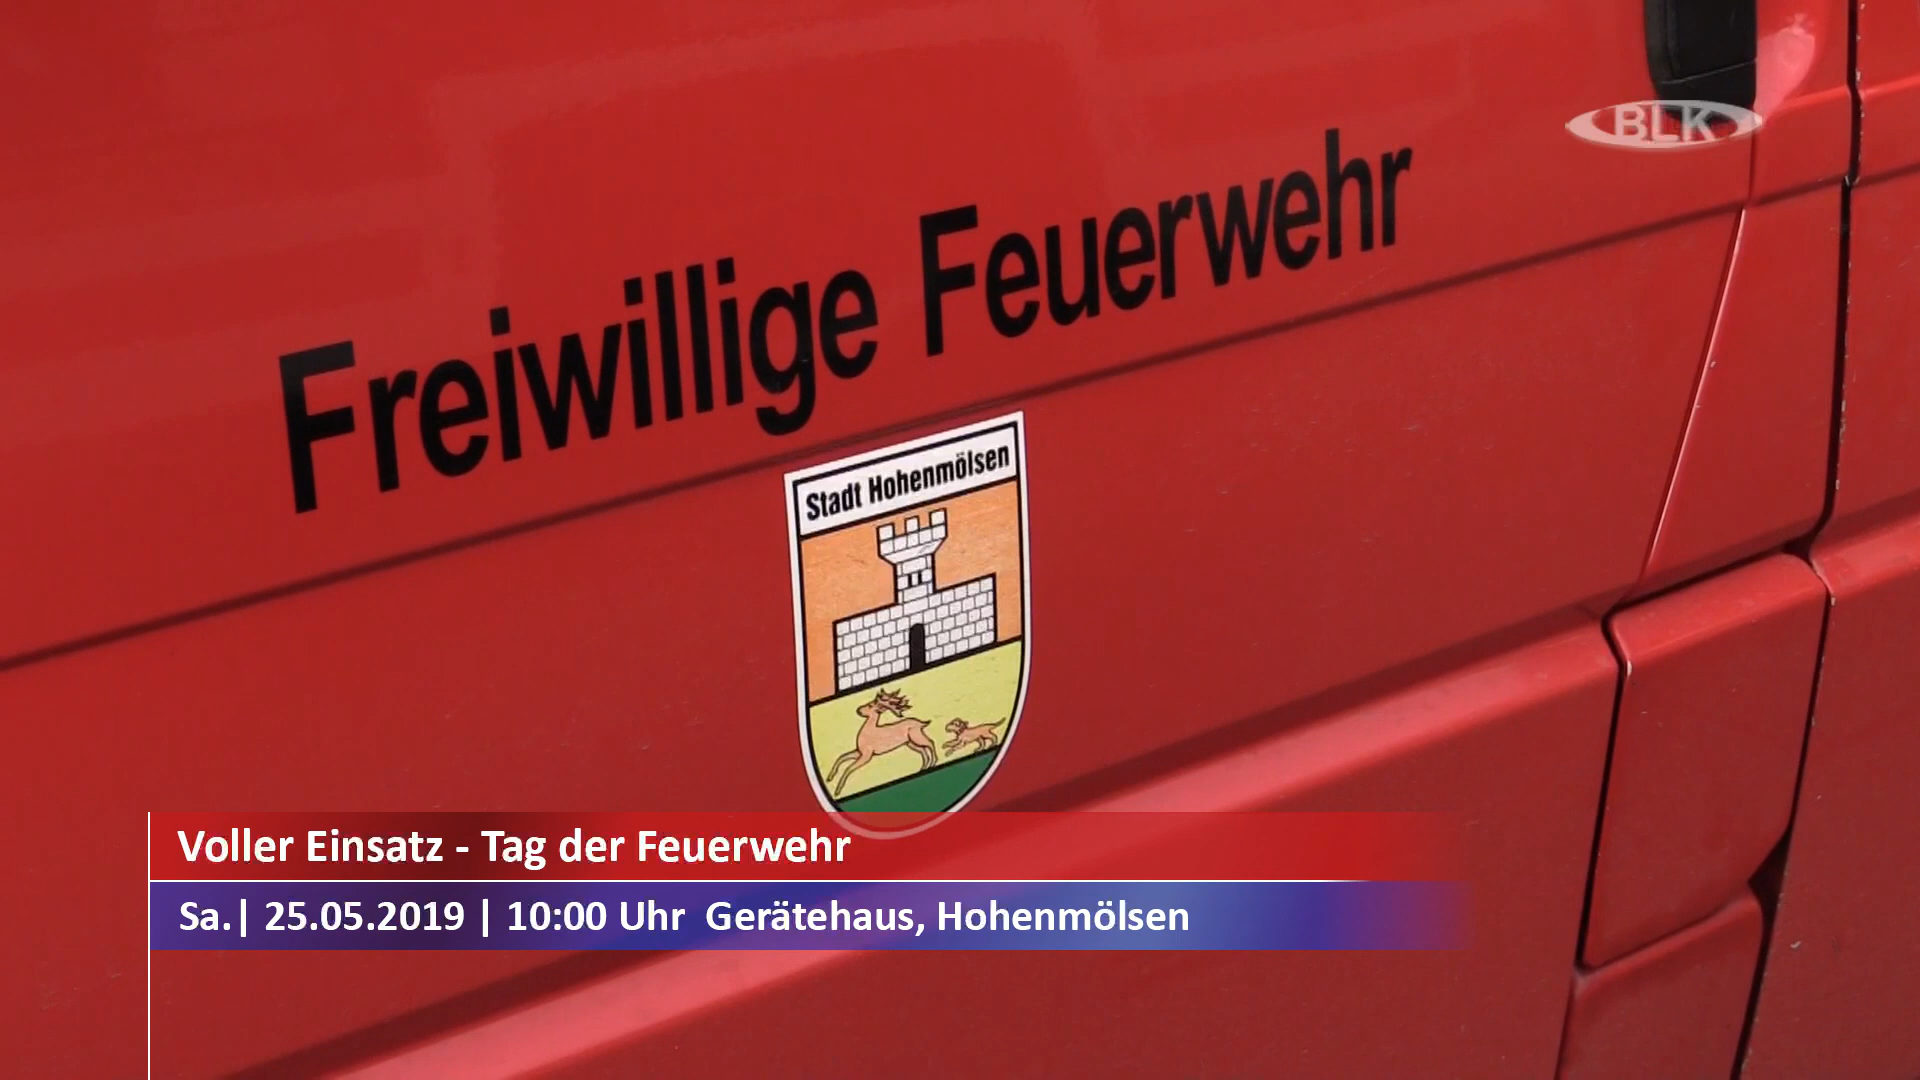 BLK
Freiwillige Feuerwehr
Stadt Hohenmölsen
Voller Einsatz - Tag der Feuerwehr
Sa.| 25.05.2019 | 10:00 Uhr  Gerätehaus, Hohenmölsen